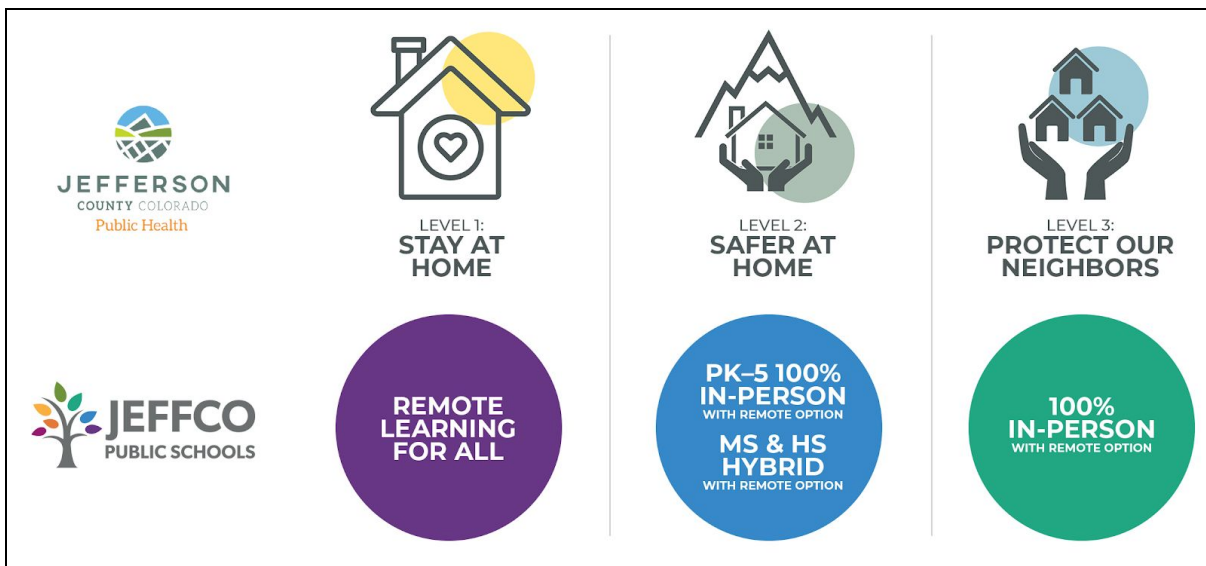 JEFFERSON
COUNTY COLORADO
Public Health
LEVEL 1:
STAY AT
HOME
LEVEL 2:
SAFER AT
HOME
LEVEL 3:
PROTECT OUR
NEIGHBORS
JEFFCO
PUBLIC SCHOOLS
REMOTE
LEARNING
FOR ALL
PK–5 100%
IN-PERSON
WITH REMOTE OPTION
MS & HS
HYBRID
WITH REMOTE OPTION
100%
IN-PERSON
WITH REMOTE OPTION